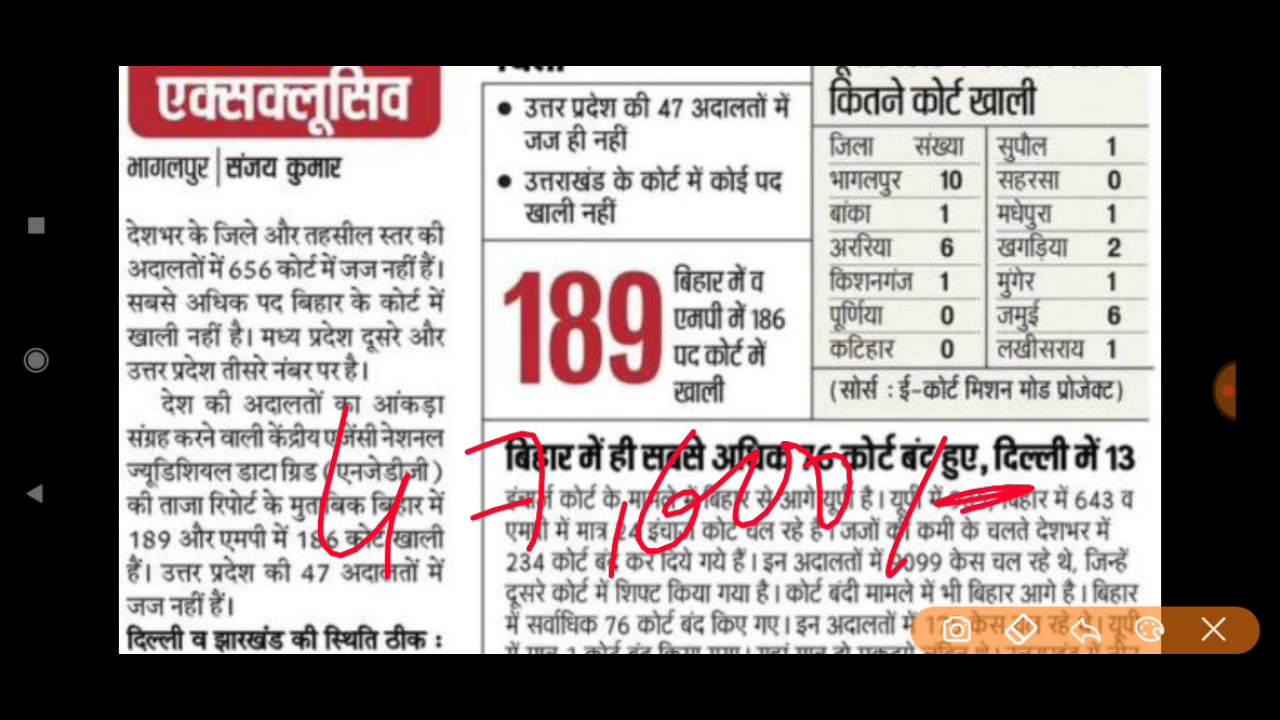 एक्सक्लूसिव
भागलपुर | संजय कुमार
देशभर के जिले और तहसील स्तर की
अदालतों में 656 कोर्ट में जज नहीं हैं।
सबसे अधिक पद बिहार के कोर्ट में
खाली नहीं है। मध्य प्रदेश दूसरे और
उत्तर प्रदेश तीसरे नंबर पर है।
देश की अदालतों का आंकड़ा
संग्रह करने वाली केंद्रीय एजेंसी नेशनल
ज्यूडिशियल डाटा ग्रिड (एनजेडीजी)
की ताजा रिपोर्ट के मुताबिक बिहार में
189 और एमपी में 186 कोर्ट खाली
हैं। उत्तर प्रदेश की 47 अदालतों में
जज नहीं हैं।
दिल्ली व झारखंड की स्थिति ठीक :
• उत्तर प्रदेश की 47 अदालतों में
जज ही नहीं
• उत्तराखंड के कोर्ट में कोई पद
खाली नहीं
189
बिहार में व
एमपी में 186
पद कोर्ट में
खाली
कितने कोर्ट खाली
जिला संख्या सुपौल 1
भागलपुर 10 सहरसा 0
बांका 1 मधेपुरा 1
अररिया 6 खगड़िया 2
किशनगंज 1 मुंगेर 1
पूर्णिया 0 जमुई 6
कटिहार 0 लखीसराय 1
(सोर्स : ई-कोर्ट मिशन मोड प्रोजेक्ट)
बिहार में ही सबसे अधिक 76 कोर्ट बंद हुए, दिल्ली में 13
इंचार्ज कोर्ट के मामले में बिहार से आगे यूपी है। यूपी में बिहार में 643 व
एमपी में मात्र 24 इंचार्ज कोर्ट चल रहे हैं। जजों की कमी के चलते देशभर में
234 कोर्ट बंद कर दिये गये हैं। इन अदालतों में 9099 केस चल रहे थे, जिन्हें
दूसरे कोर्ट में शिफ्ट किया गया है। कोर्ट बंदी मामले में भी बिहार आगे है। बिहार
में सर्वाधिक 76 कोर्ट बंद किए गए। इन अदालतों में केस चल रहे थे। यूपी
47,600/=